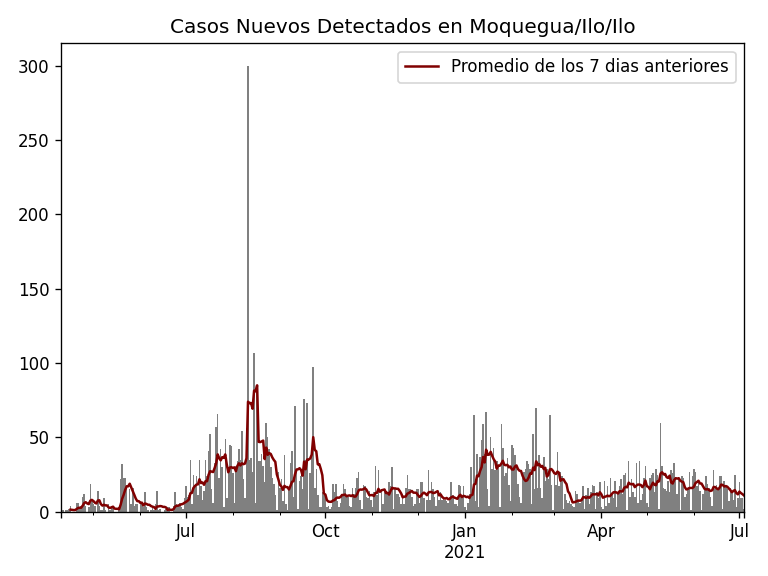 Casos Nuevos Detectados en Moquegua/Ilo/Ilo
Promedio de los 7 dias anteriores
300
250
200
150
100
50
0
Jul Oct Jan Apr Jul
2021